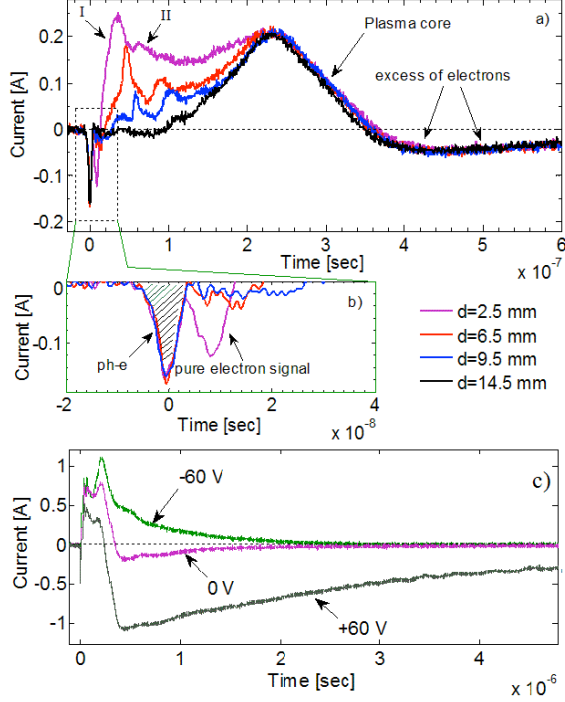 I
II
a)
Plasma core
excess of electrons
Current [A]
0.2
0.1
0
-0.1
-0.2
0 1 2 3 4 5 6
Time [sec]
x 10⁻⁷
b)
Current [A]
0
-0.1
ph-e
pure electron signal
-2 0 2 4
Time [sec]
x 10⁻⁸
d=2.5 mm
d=6.5 mm
d=9.5 mm
d=14.5 mm
c)
Current [A]
1
0.5
0
-0.5
-1
-60 V
0 V
+60 V
0 1 2 3 4
Time [sec]
x 10⁻⁶